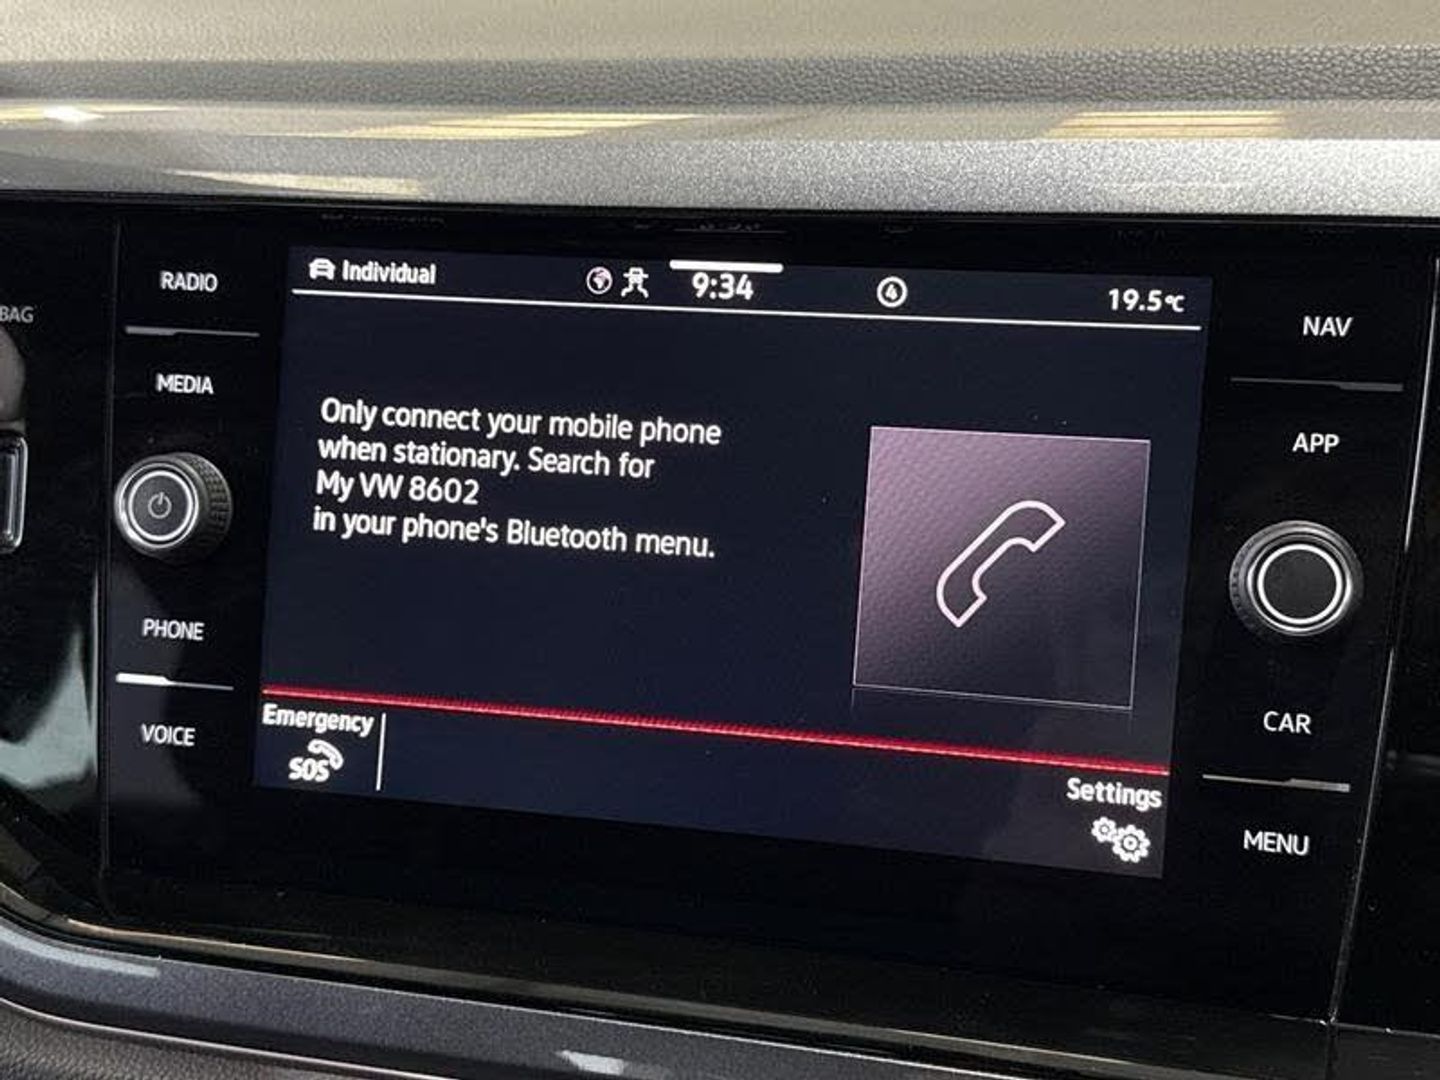 RADIO
MEDIA
PHONE
VOICE
BAG
Individual
9:34
4
19.5°C
Only connect your mobile phone
when stationary. Search for
My VW 8602
in your phone's Bluetooth menu.
Emergency
SOS
Settings
NAV
APP
CAR
MENU